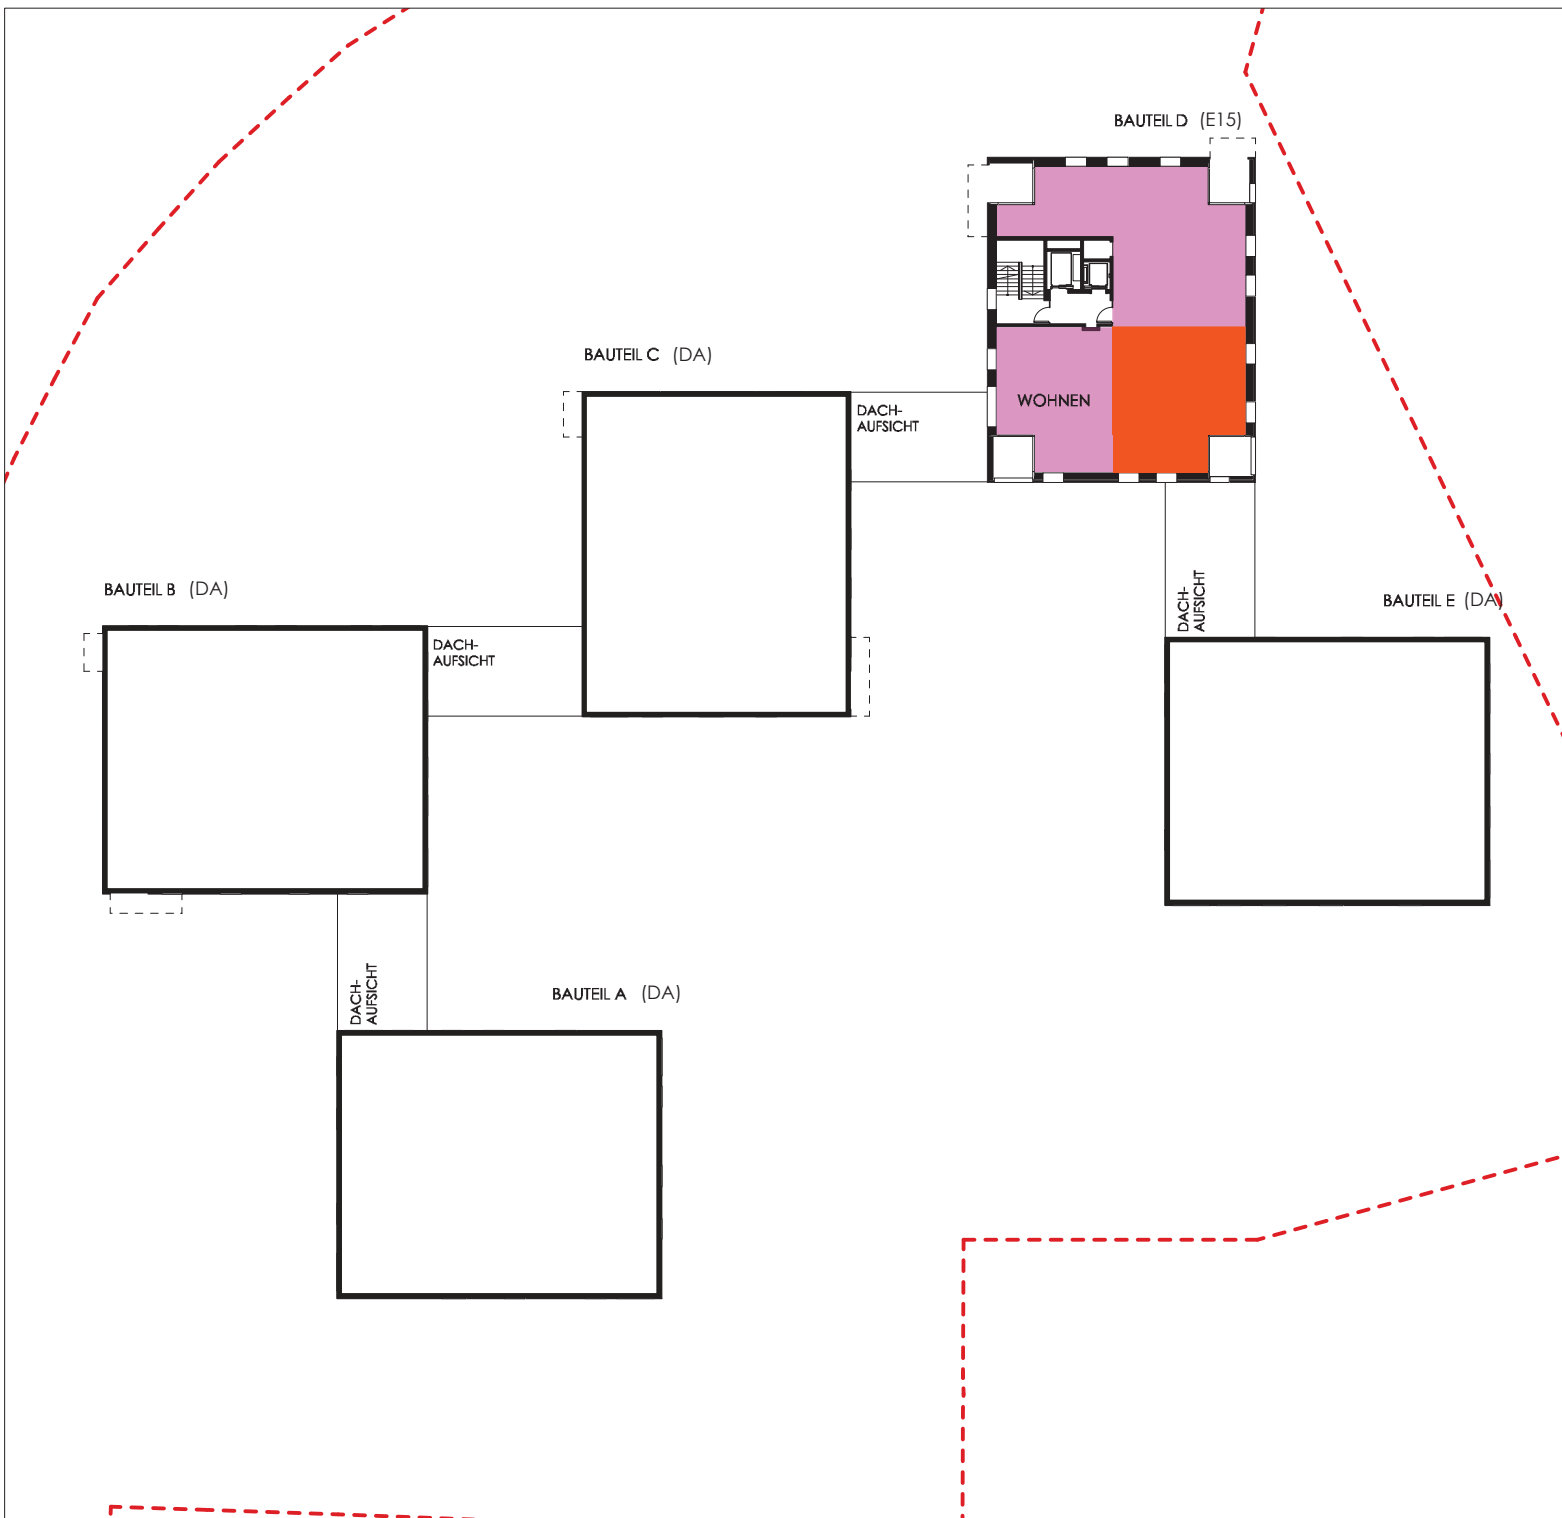 BAUTEIL D (E15)
BAUTEIL C (DA)
DACH-
AUFSICHT
WOHNEN
BAUTEIL B (DA)
DACH-
AUFSICHT
DACH-
AUFSICHT
BAUTEIL E (DA)
DACH-
AUFSICHT
BAUTEIL A (DA)